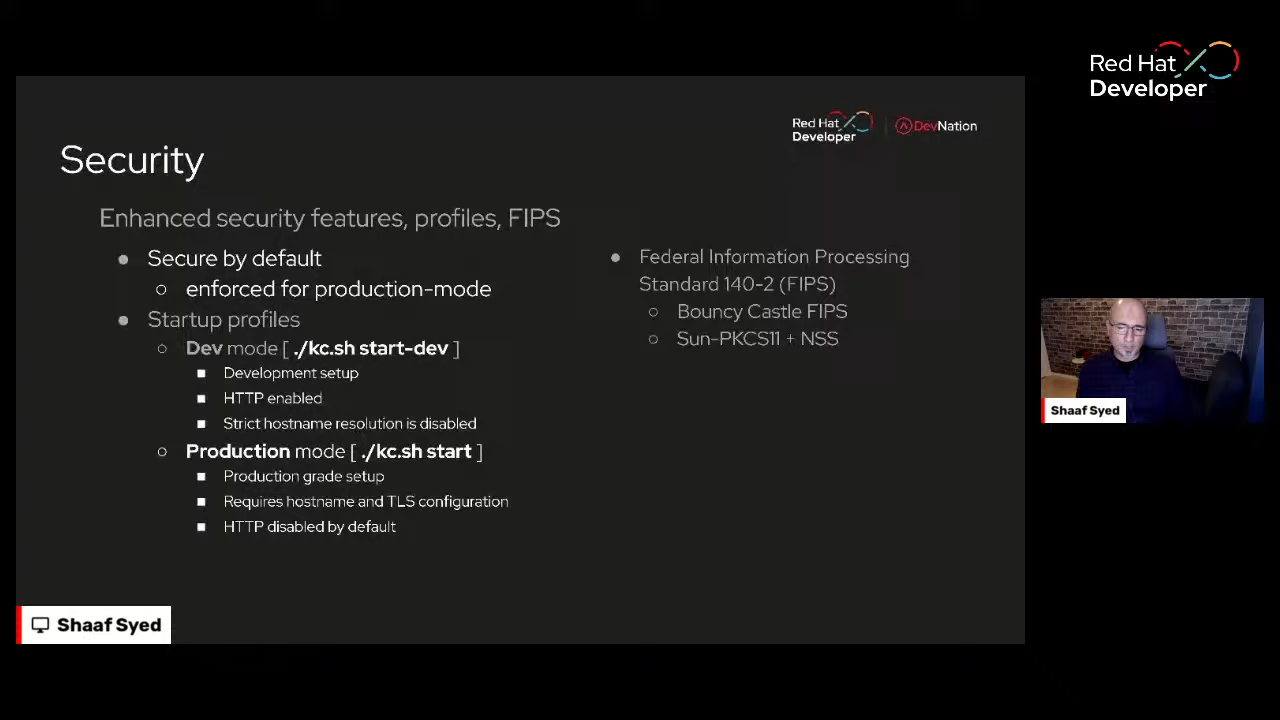 Red Hat
Developer
Red Hat
Developer
DevNation
Security
Enhanced security features, profiles, FIPS
Secure by default
enforced for production-mode
Startup profiles
Dev mode [ ./kc.sh start-dev ]
Development setup
HTTP enabled
Strict hostname resolution is disabled
Production mode [ ./kc.sh start ]
Production grade setup
Requires hostname and TLS configuration
HTTP disabled by default
Federal Information Processing
Standard 140-2 (FIPS)
Bouncy Castle FIPS
Sun-PKCS11 + NSS
Shaaf Syed
Shaaf Syed